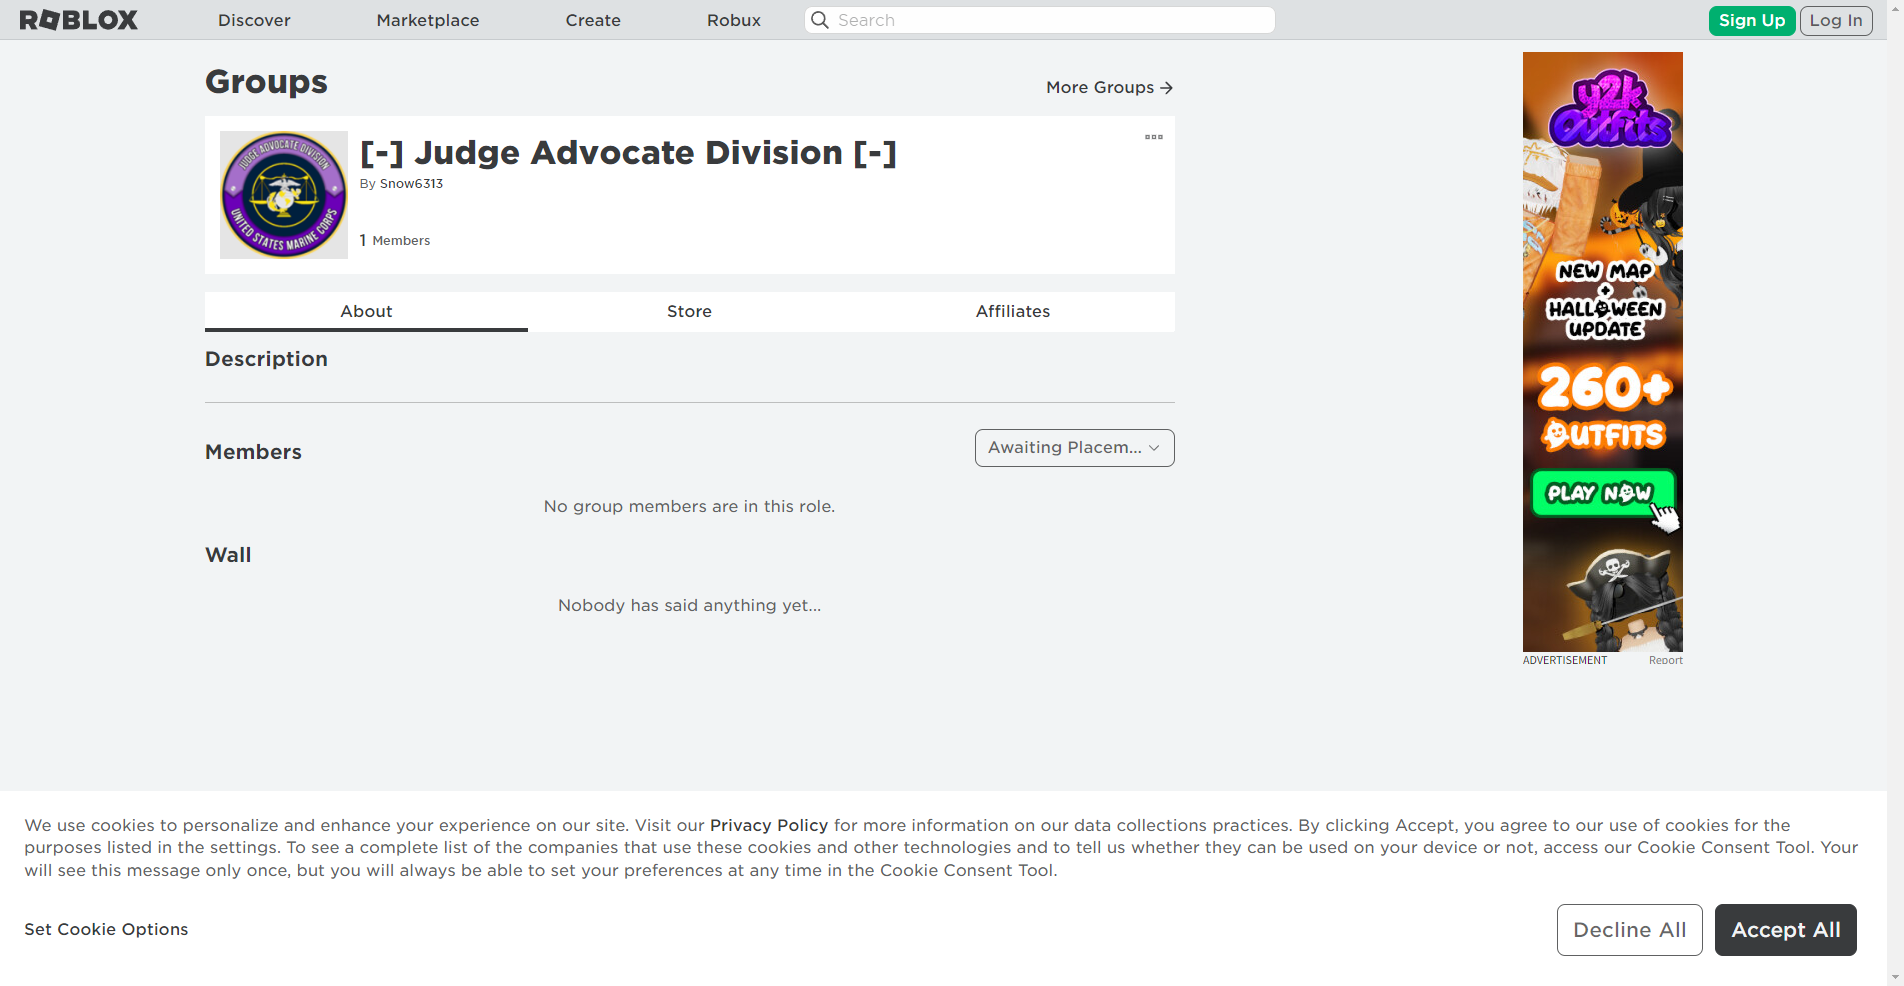 ROBLOX
Discover
Marketplace
Create
Robux
Search
Sign Up
Log In
Groups
More Groups
JUDGE ADVOCATE DIVISION
UNITED STATES MARINE CORPS
[-] Judge Advocate Division [-]
By Snow6313
1 Members
About
Store
Affiliates
Description
Members
Awaiting Placem...
No group members are in this role.
Wall
Nobody has said anything yet...
y2k
Outfits
NEW MAP
+
HALLOWEEN
UPDATE
260+
OUTFITS
PLAY NOW
ADVERTISEMENT
Report
We use cookies to personalize and enhance your experience on our site. Visit our Privacy Policy for more information on our data collections practices. By clicking Accept, you agree to our use of cookies for the
purposes listed in the settings. To see a complete list of the companies that use these cookies and other technologies and to tell us whether they can be used on your device or not, access our Cookie Consent Tool. Your
will see this message only once, but you will always be able to set your preferences at any time in the Cookie Consent Tool.
Set Cookie Options
Decline All
Accept All